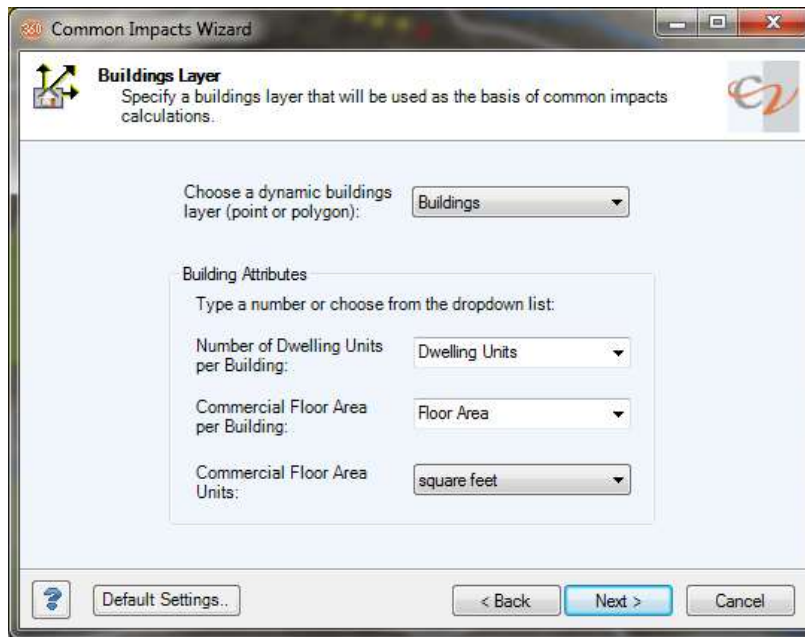 360 Common Impacts Wizard
Buildings Layer
Specify a buildings layer that will be used as the basis of common impacts
calculations.
Choose a dynamic buildings
layer (point or polygon):
Buildings
Building Attributes
Type a number or choose from the dropdown list:
Number of Dwelling Units
per Building:
Dwelling Units
Commercial Floor Area
per Building:
Floor Area
Commercial Floor Area
Units:
square feet
?
Default Settings..
< Back
Next >
Cancel